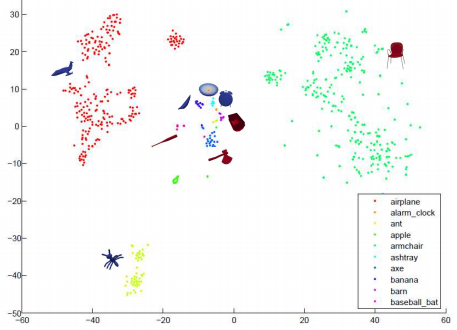 30
20
10
0
−10
−20
−30
−40
−50
−60
−40
−20
0
20
40
60
airplane
alarm_clock
ant
apple
armchair
ashtray
axe
banana
barn
baseball_bat